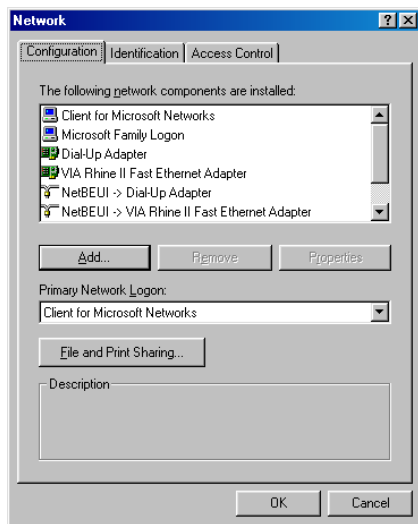 Network
Configuration Identification Access Control
The following network components are installed:
Client for Microsoft Networks
Microsoft Family Logon
Dial-Up Adapter
VIA Rhine II Fast Ethernet Adapter
NetBEUI -> Dial-Up Adapter
NetBEUI -> VIA Rhine II Fast Ethernet Adapter
Add... Remove Properties
Primary Network Logon:
Client for Microsoft Networks
File and Print Sharing...
Description
OK Cancel